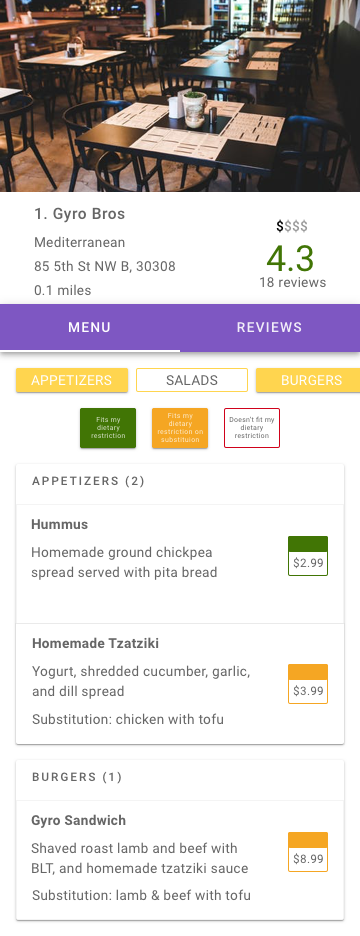 1. Gyro Bros
Mediterranean
85 5th St NW B, 30308
0.1 miles
$$$$
4.3
18 reviews
MENU
REVIEWS
APPETIZERS
SALADS
BURGERS
Fits my
dietary
restriction
Fits my
dietary
restriction on
substituion
Doesn't fit my
dietary
restriction
APPETIZERS (2)
Hummus
Homemade ground chickpea
spread served with pita bread
$2.99
Homemade Tzatziki
Yogurt, shredded cucumber, garlic,
and dill spread
$3.99
Substitution: chicken with tofu
BURGERS (1)
Gyro Sandwich
Shaved roast lamb and beef with
BLT, and homemade tzatziki sauce
$8.99
Substitution: lamb & beef with tofu